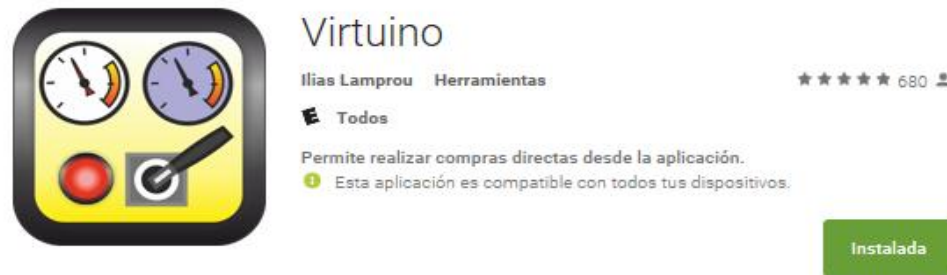 Virtuino
Ilias Lamprou Herramientas 680
E Todos
Permite realizar compras directas desde la aplicación.
Esta aplicación es compatible con todos tus dispositivos.
Instalada